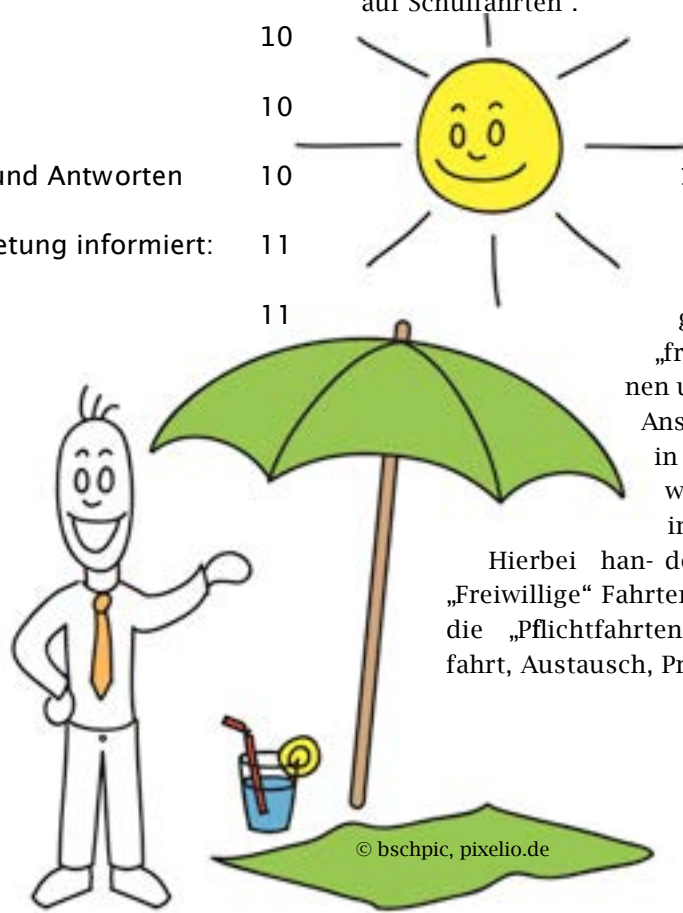 10
10
und Antworten 10
etung informiert: 11
11
auf Schulfahrten“.
„fr
nen u
Ans
in
w
Hierbei han- de
„Freiwillige“ Fahrten
die „Pflichtfahrten
fahrt, Austausch, Pr
© bschpic, pixelio.de